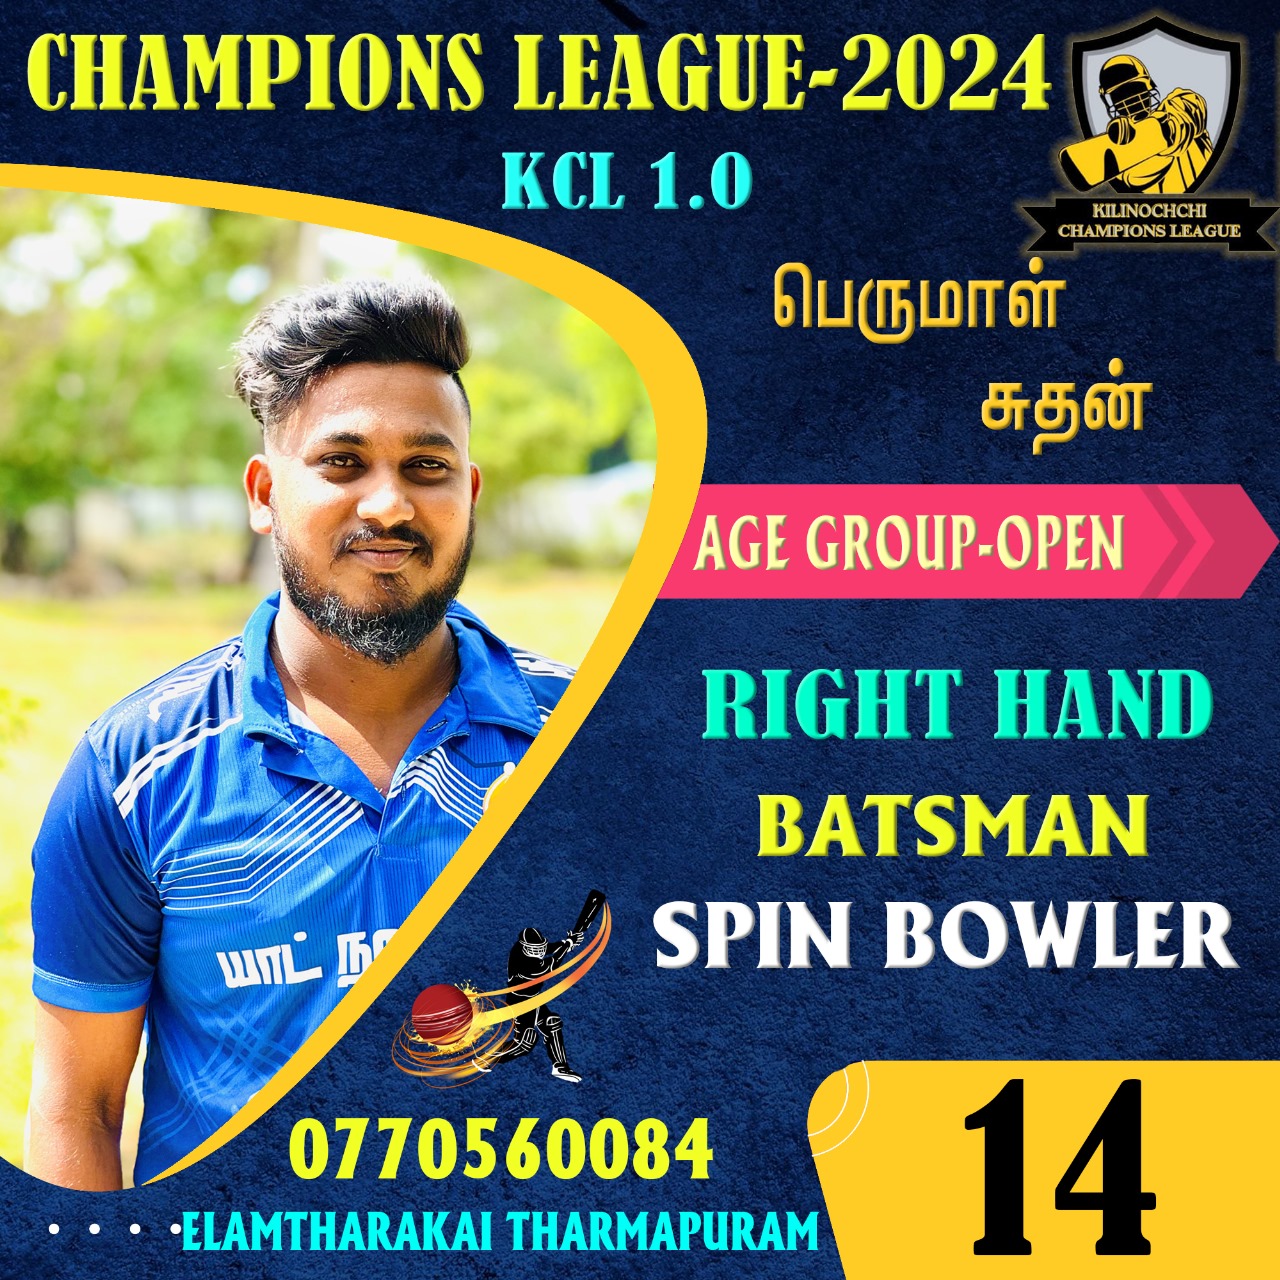 CHAMPIONS LEAGUE-2024
KCL 1.0
KILINOCHCHI
CHAMPIONS LEAGUE
பெருமாள்
சுதன்
AGE GROUP-OPEN
RIGHT HAND
BATSMAN
SPIN BOWLER
யாட்
0770560084
14
ELAMTHARAKAI THARMAPURAM